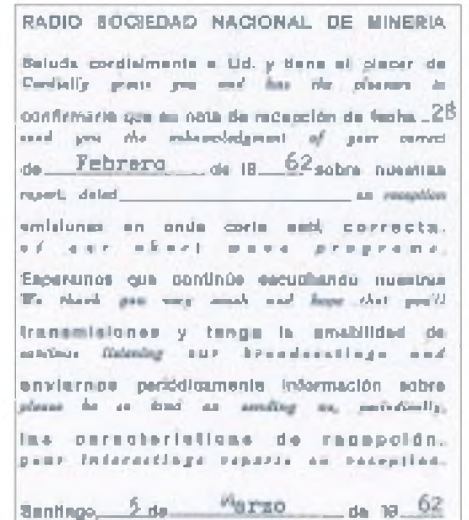 RADIO SOCIEDAD NACIONAL DE MINERIA
Saluda cordialmente a Ud. y tiene el placer de
Cordially greets you and has the pleasure to
confirmarle que su nota de recepción de fecha 28
send you the acknowledgment of your correct
de Febrero de 19 62 sobre nuestras
report, dated on reception
emisiones en onda corta está correcta.
of our short wave programs.
Esperamos que continúe escuchando nuestras
We thank you very much and hope that you'll
transmisiones y tenga la amabilidad de
continue listening our broadcastings and
enviarnos periódicamente información sobre
please be so kind as sending us, periodically,
las características de recepción.
your interestings reports on reception.
Santiago, 5 de Marzo de 19 62